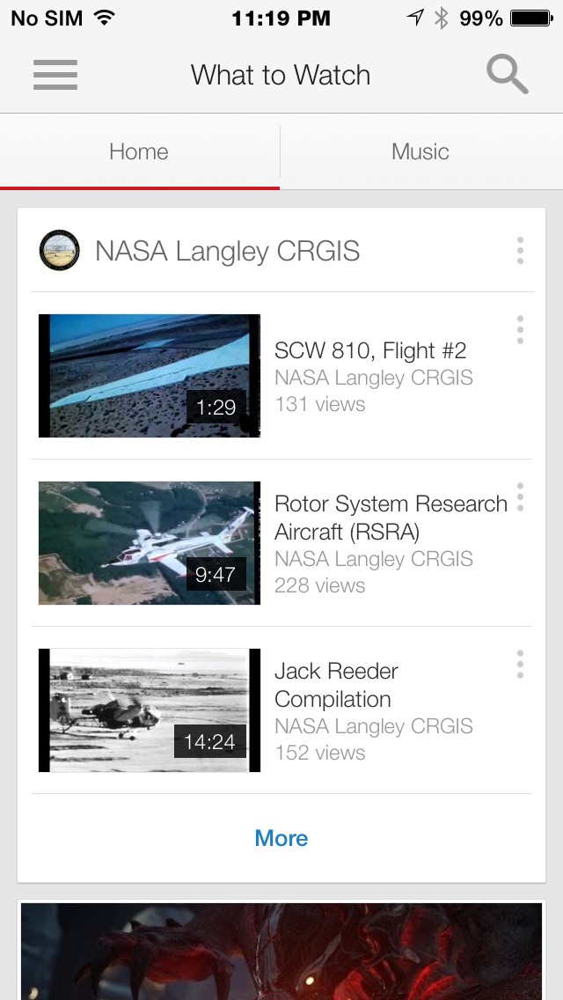 No SIM 11:19 PM 99%
What to Watch
Home Music
NASA Langley CRGIS
SCW 810, Flight #2
NASA Langley CRGIS
131 views
1:29
Rotor System Research
Aircraft (RSRA)
NASA Langley CRGIS
228 views
9:47
Jack Reeder
Compilation
NASA Langley CRGIS
152 views
14:24
More